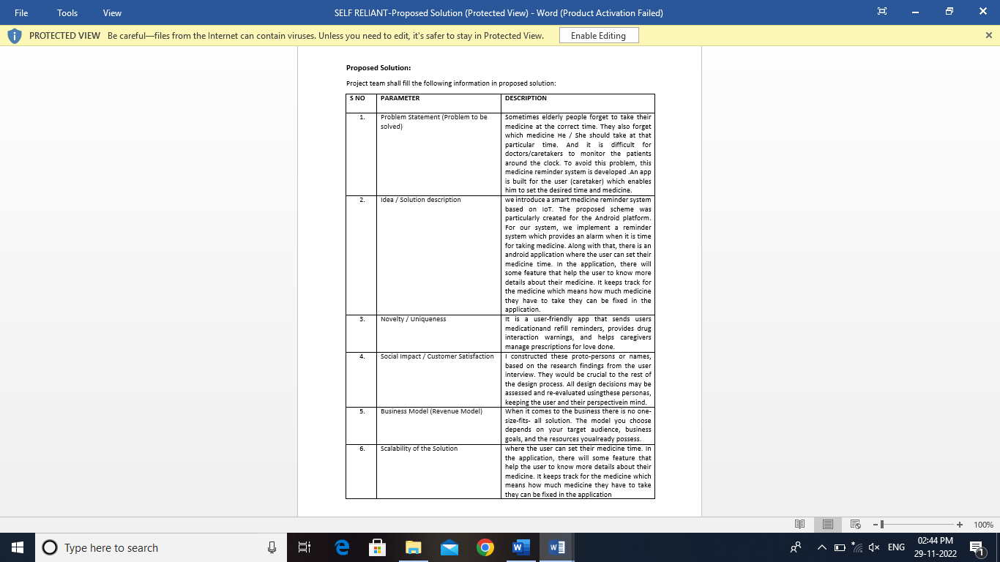 File Tools View SELF RELIANT-Proposed Solution (Protected View) - Word (Product Activation Failed)
PROTECTED VIEW Be careful—files from the Internet can contain viruses. Unless you need to edit, it's safer to stay in Protected View. Enable Editing
Proposed Solution:
Project team shall fill the following information in proposed solution:
S NO PARAMETER DESCRIPTION
1. Problem Statement (Problem to be solved)
Sometimes elderly people forget to take their
medicine at the correct time. They also forget
which medicine He / She should take at that
particular time. And it is difficult for
doctors/caretakers to monitor the patients
around the clock. To avoid this problem, this
medicine reminder system is developed .An app
is built for the user (caretaker) which enables
him to set the desired time and medicine.
2. Idea / Solution description
we introduce a smart medicine reminder system
based on IoT. The proposed scheme was
particularly created for the Android platform.
For our system, we implement a reminder
system which provides an alarm when it is time
for taking medicine. Along with that, there is an
android application where the user can set their
medicine time. In the application, there will
some feature that help the user to know more
details about their medicine. It keeps track for
the medicine which means how much medicine
they have to take they can be fixed in the
application.
3. Novelty / Uniqueness
It is a user-friendly app that sends users
medicationand refill reminders, provides drug
interaction warnings, and helps caregivers
manage prescriptions for love done.
4. Social Impact / Customer Satisfaction
I constructed these proto-persons or names,
based on the research findings from the user
interview. They would be crucial to the rest of
the design process. All design decisions may be
assessed and re-evaluated usingthese personas,
keeping the user and their perspectivein mind.
5. Business Model (Revenue Model)
When it comes to the business there is no one-
size-fits- all solution. The model you choose
depends on your target audience, business
goals, and the resources youalready possess.
6. Scalability of the Solution
where the user can set their medicine time. In
the application, there will some feature that
help the user to know more details about their
medicine. It keeps track for the medicine which
means how much medicine they have to take
they can be fixed in the application
100%
Type here to search
ENG
02:44 PM
29-11-2022
1